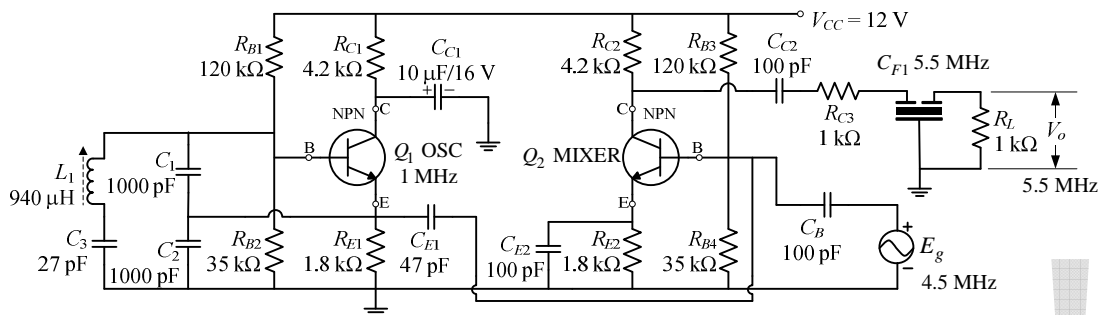 V_CC = 12 V
R_B1
120 kΩ
R_C1
4.2 kΩ
C_C1
10 µF/16 V
+
−
R_C2
4.2 kΩ
R_B3
120 kΩ
C_C2
100 pF
C_F1 5.5 MHz
R_C3
1 kΩ
R_L
1 kΩ
V_o
5.5 MHz
NPN
C
B
E
Q_1 OSC
1 MHz
C
NPN
Q_2 MIXER
B
E
L_1
940 µH
C_1
1000 pF
C_3
27 pF
C_2
1000 pF
R_B2
35 kΩ
R_E1
1.8 kΩ
C_E1
47 pF
C_E2
100 pF
R_E2
1.8 kΩ
R_B4
35 kΩ
C_B
100 pF
+
E_g
−
4.5 MHz